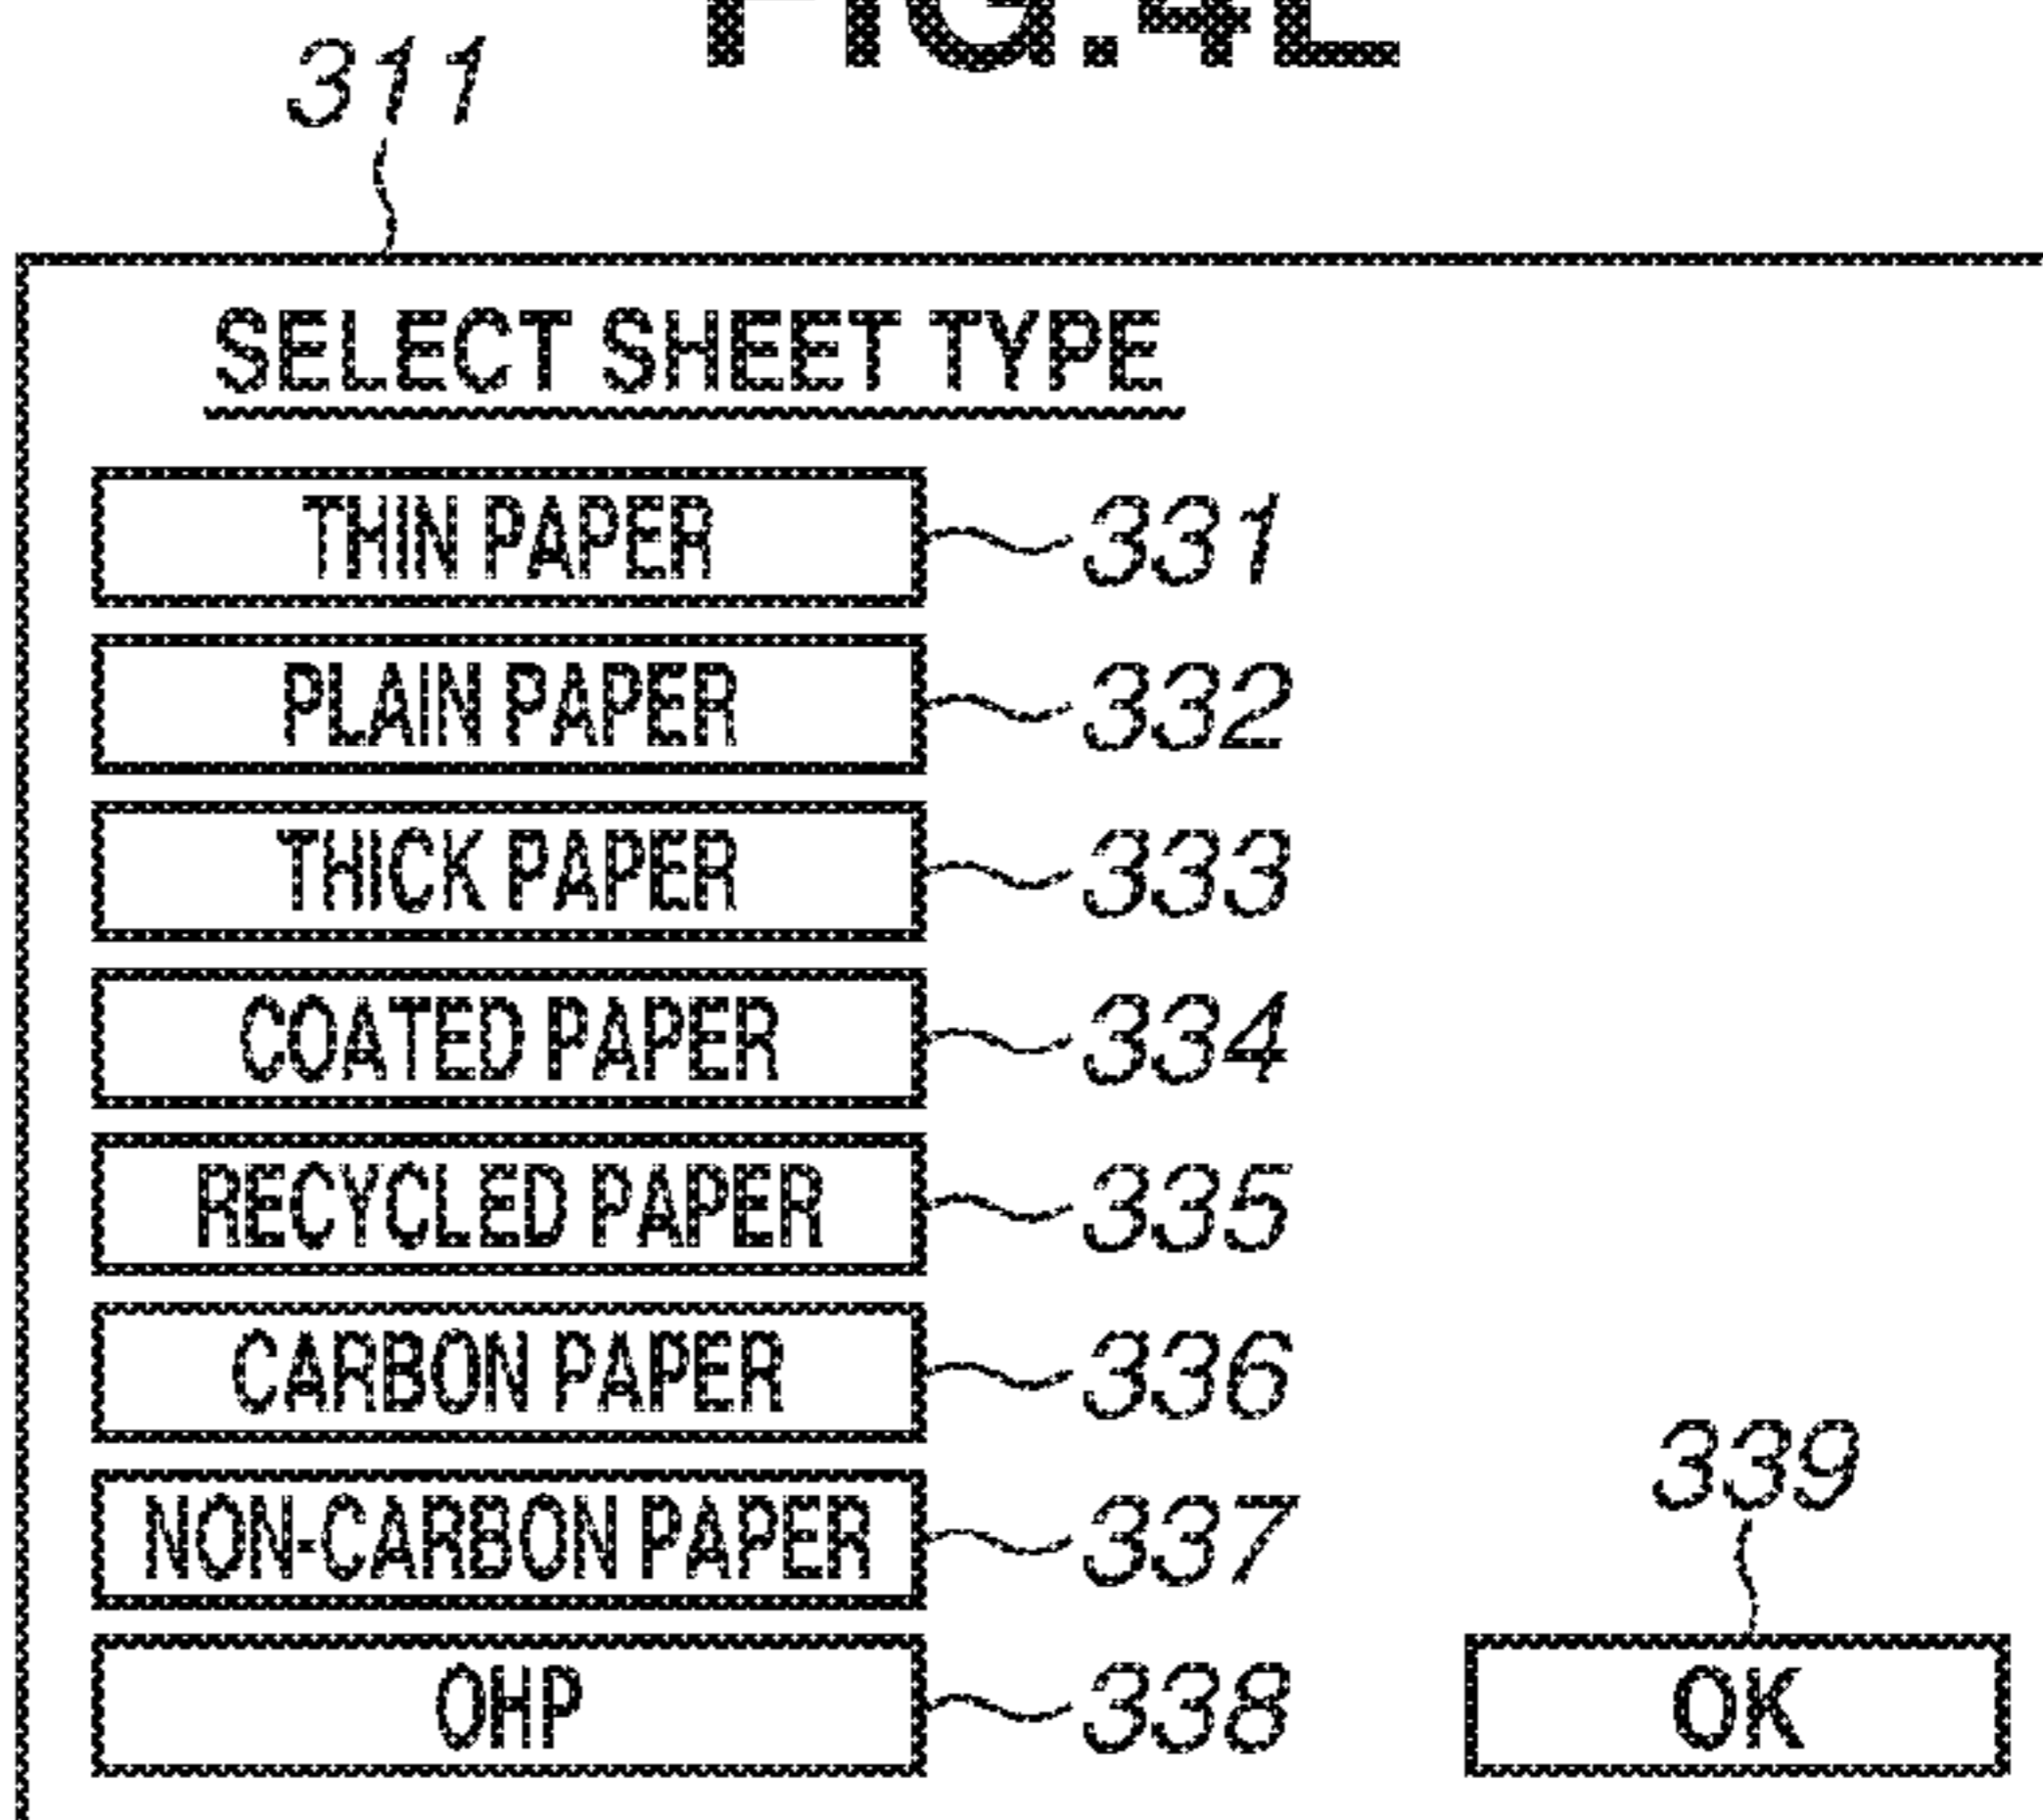 FIG.4E
311
SELECT SHEET TYPE
THIN PAPER 331
PLAIN PAPER 332
THICK PAPER 333
COATED PAPER 334
RECYCLED PAPER 335
CARBON PAPER 336
NON-CARBON PAPER 337
339
OHP 338 OK